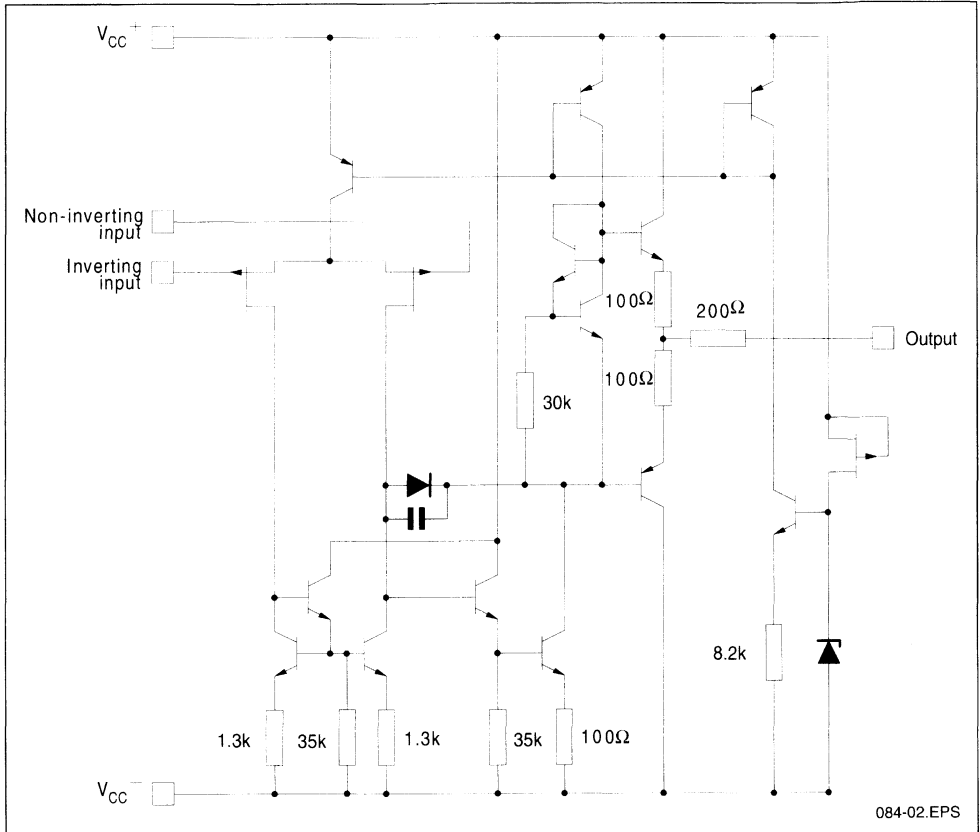 VCC+
Non-inverting
input
Inverting
input
100Ω
200Ω
Output
100Ω
30k
8.2k
1.3k
35k
1.3k
35k
100Ω
VCC−
084-02.EPS